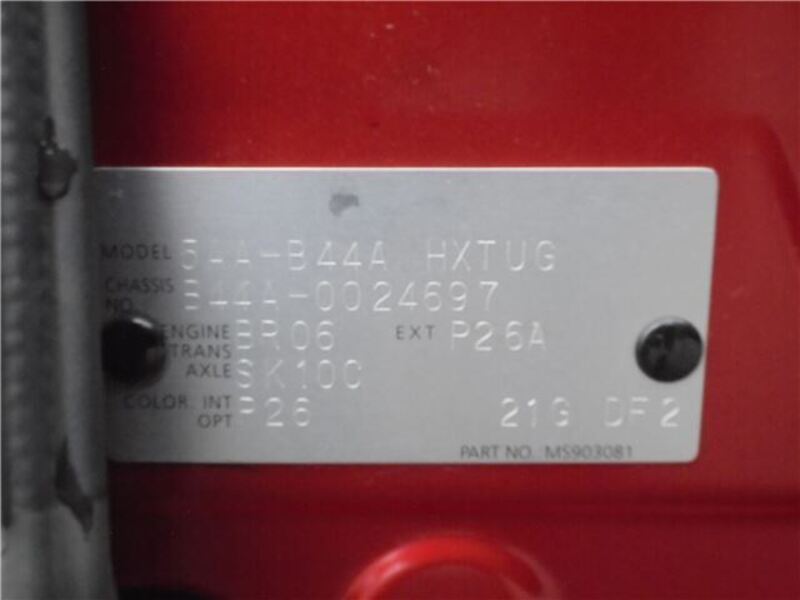 MODEL 5AA-B44A HXTUG
CHASSIS NO. B44A-0024697
ENGINE BR06 EXT P26A
TRANS AXLE SK10C
COLOR. INT OPT. P26 21G DF2
PART NO. MS903081